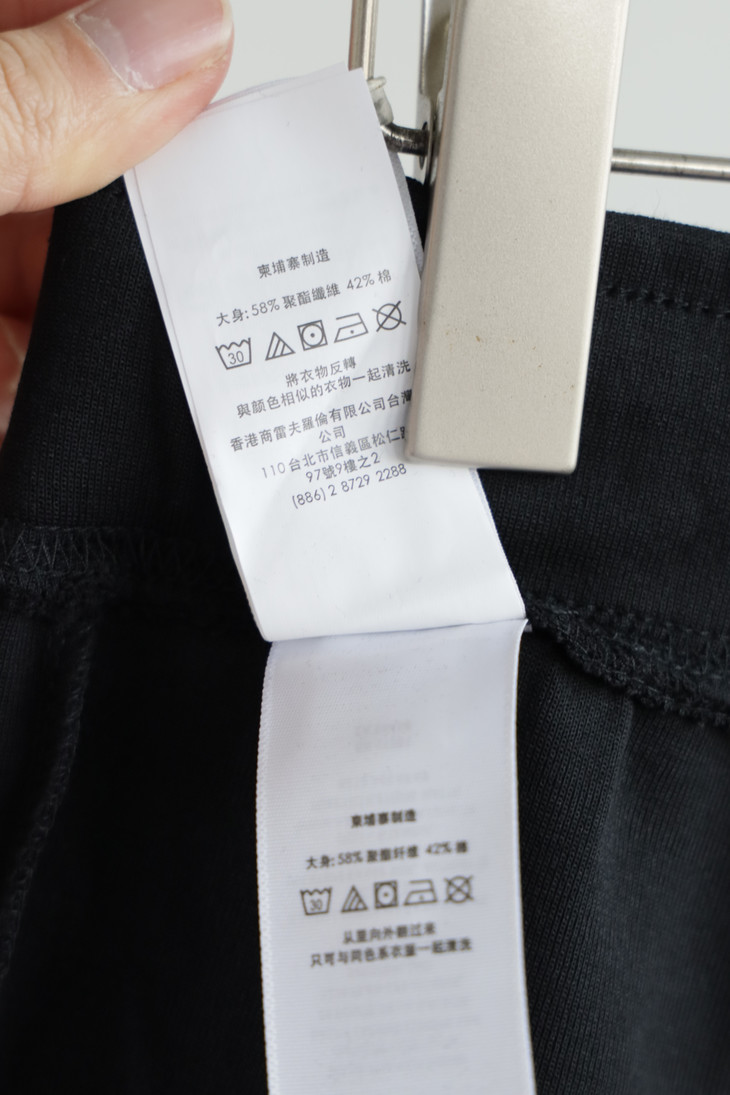 柬埔寨制造
大身: 58% 聚酯纖維 42% 棉
30
將衣物反轉
與顏色相似的衣物一起清洗
香港商雷夫羅倫有限公司台灣
公司
110 台北市信義區松仁路
97號9樓之2
(886) 2 8729 2288
柬埔寨制造
大身: 58% 聚酯纤维 42% 棉
30
从里向外翻过来
只可与同色系衣量一起清洗